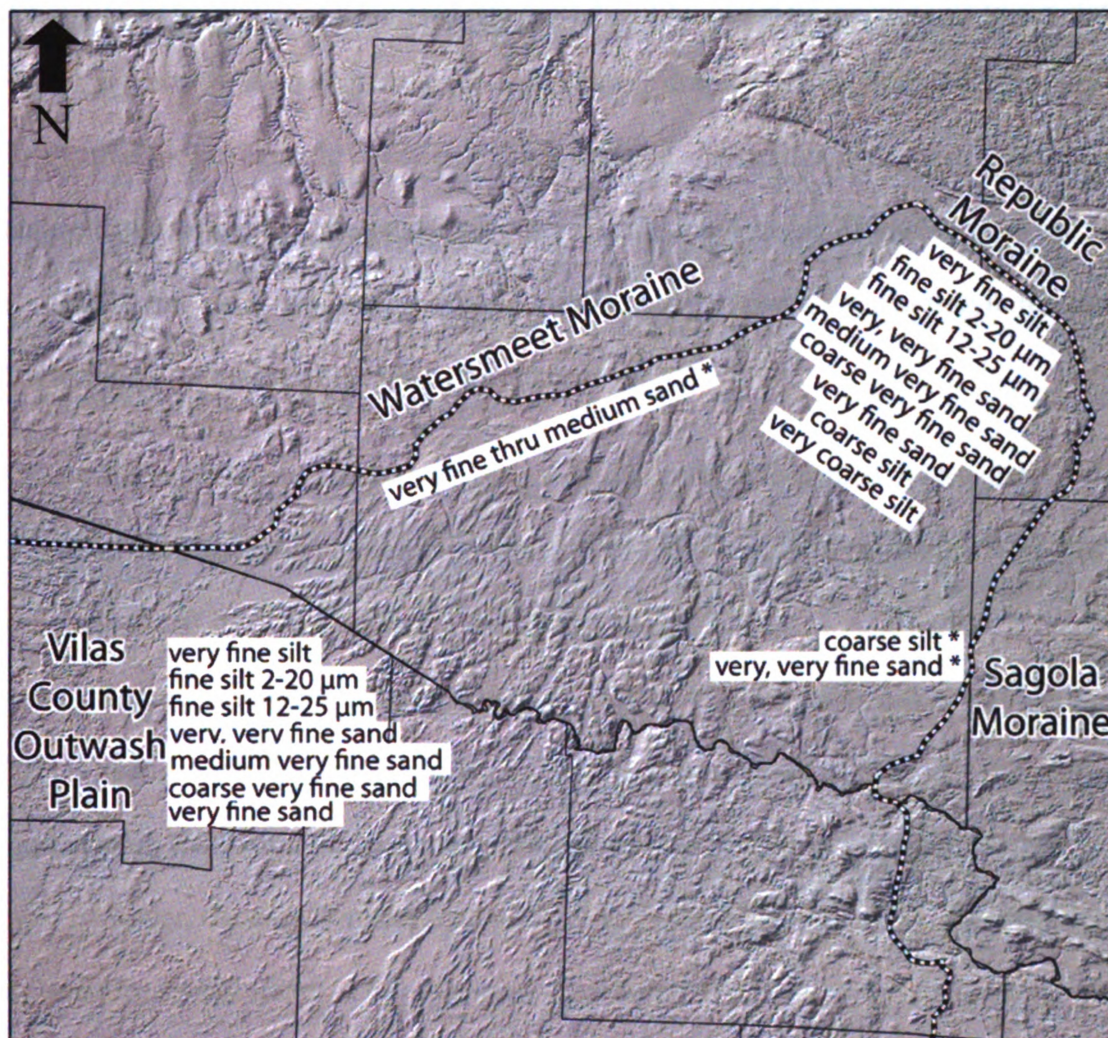 N
Republic
Moraine
Watersmeet Moraine
very fine silt
fine silt 2-20 µm
fine silt 12-25 µm
very, very fine sand
medium very fine sand
coarse very fine sand
very fine sand
coarse silt
very coarse silt
very fine thru medium sand *
coarse silt *
very, very fine sand *
Sagola
Moraine
Vilas
County
Outwash
Plain
very fine silt
fine silt 2-20 µm
fine silt 12-25 µm
very, very fine sand
medium very fine sand
coarse very fine sand
very fine sand